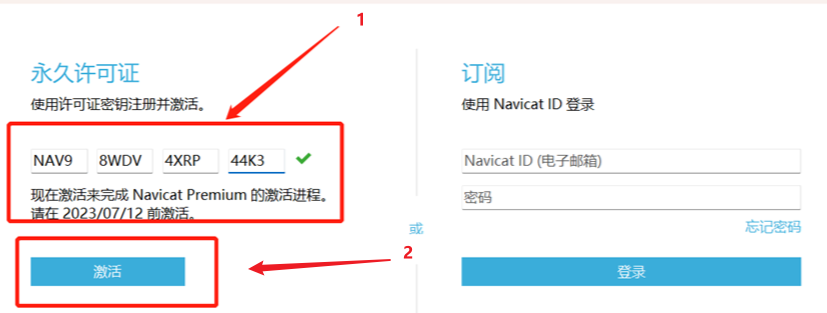 1
永久许可证
使用许可证密钥注册并激活。
NAV9 8WDV 4XRP 44K3
现在激活来完成 Navicat Premium 的激活进程。
请在 2023/07/12 前激活。
激活
2
或
订阅
使用 Navicat ID 登录
Navicat ID (电子邮箱)
密码
忘记密码
登录